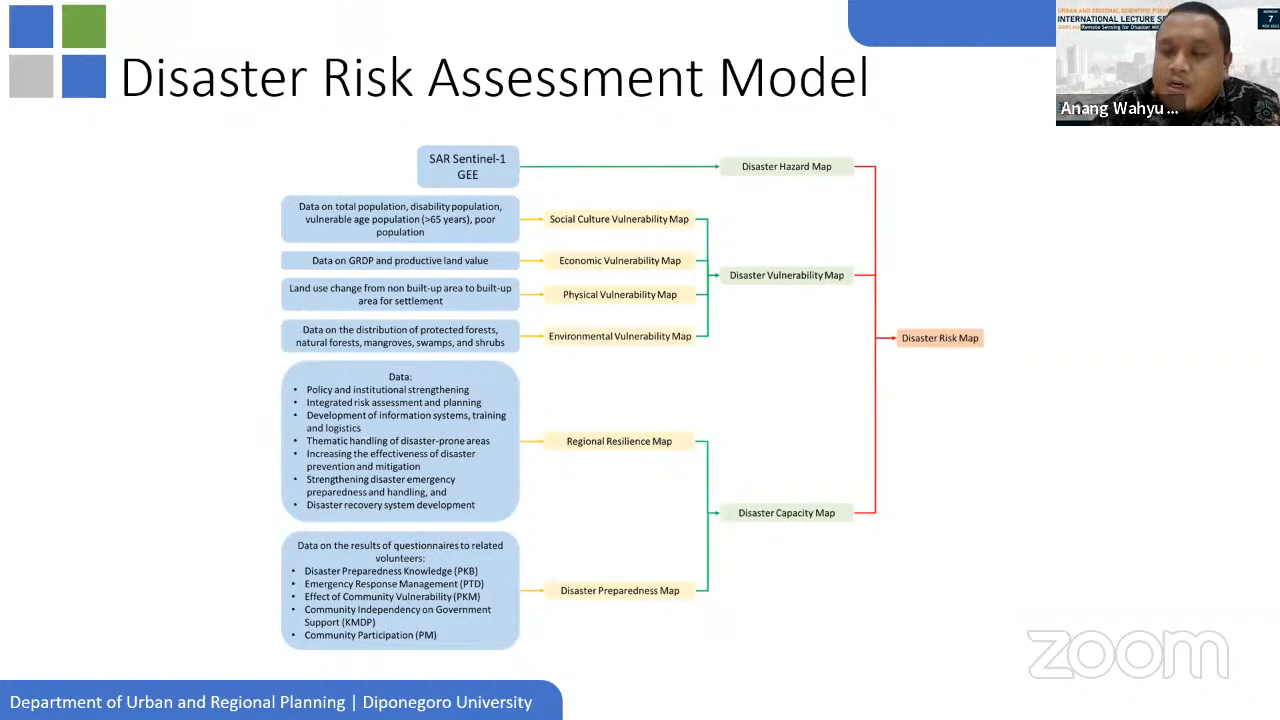 Disaster Risk Assessment Model
URBAN AND REGIONAL SCIENTIFIC
INTERNATIONAL LECTURE
Remote Sensing for Disaster
7
Anang Wahyu ...
SAR Sentinel-1
GEE
Disaster Hazard Map
Data on total population, disability population,
vulnerable age population (>65 years), poor
population
Social Culture Vulnerability Map
Data on GRDP and productive land value
Economic Vulnerability Map
Disaster Vulnerability Map
Land use change from non built-up area to built-up
area for settlement
Physical Vulnerability Map
Data on the distribution of protected forests,
natural forests, mangroves, swamps, and shrubs
Environmental Vulnerability Map
Disaster Risk Map
Data:
• Policy and institutional strengthening
• Integrated risk assessment and planning
• Development of information systems, training
and logistics
• Thematic handling of disaster-prone areas
• Increasing the effectiveness of disaster
prevention and mitigation
• Strengthening disaster emergency
preparedness and handling, and
• Disaster recovery system development
Regional Resilience Map
Disaster Capacity Map
Data on the results of questionnaires to related
volunteers:
• Disaster Preparedness Knowledge (PKB)
• Emergency Response Management (PTD)
• Effect of Community Vulnerability (PKM)
• Community Independency on Government
Support (KMDP)
• Community Participation (PM)
Disaster Preparedness Map
zoom
Department of Urban and Regional Planning | Diponegoro University